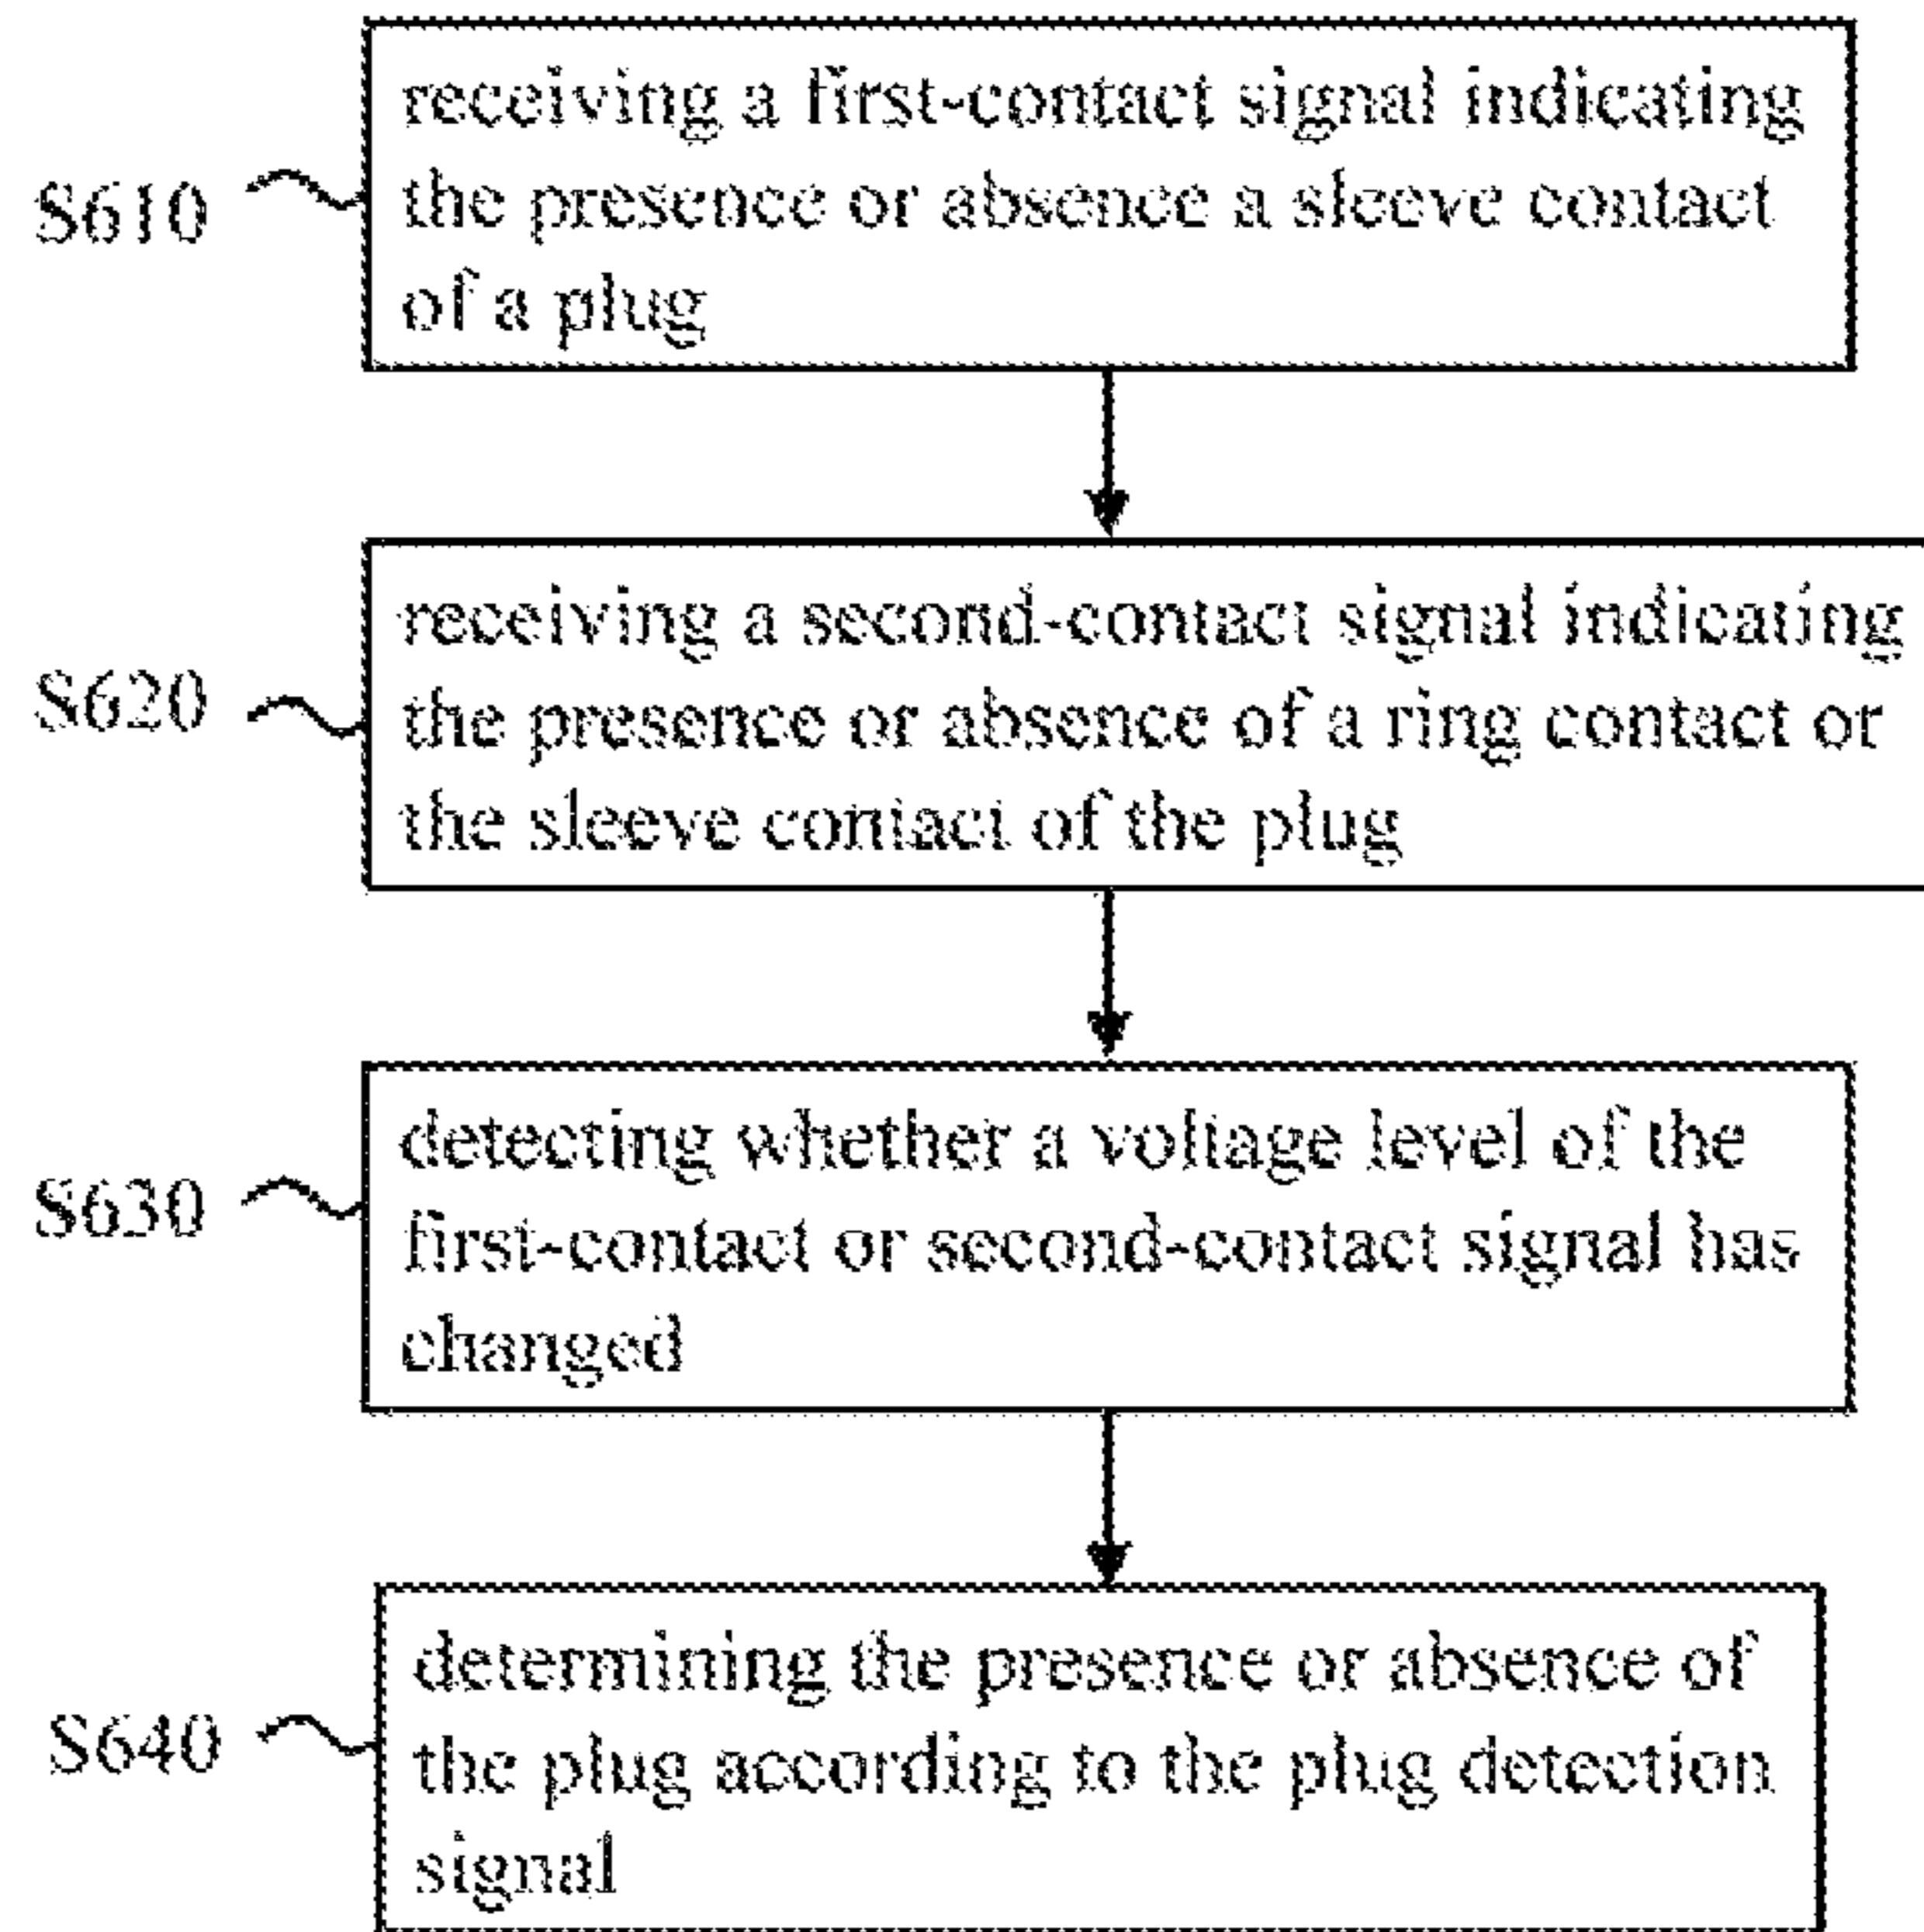 S610
receiving a first-contact signal indicating
the presence or absence a sleeve contact
of a plug
S620
receiving a second-contact signal indicating
the presence or absence of a ring contact or
the sleeve contact of the plug
S630
detecting whether a voltage level of the
first-contact or second-contact signal has
changed
S640
determining the presence or absence of
the plug according to the plug detection
signal